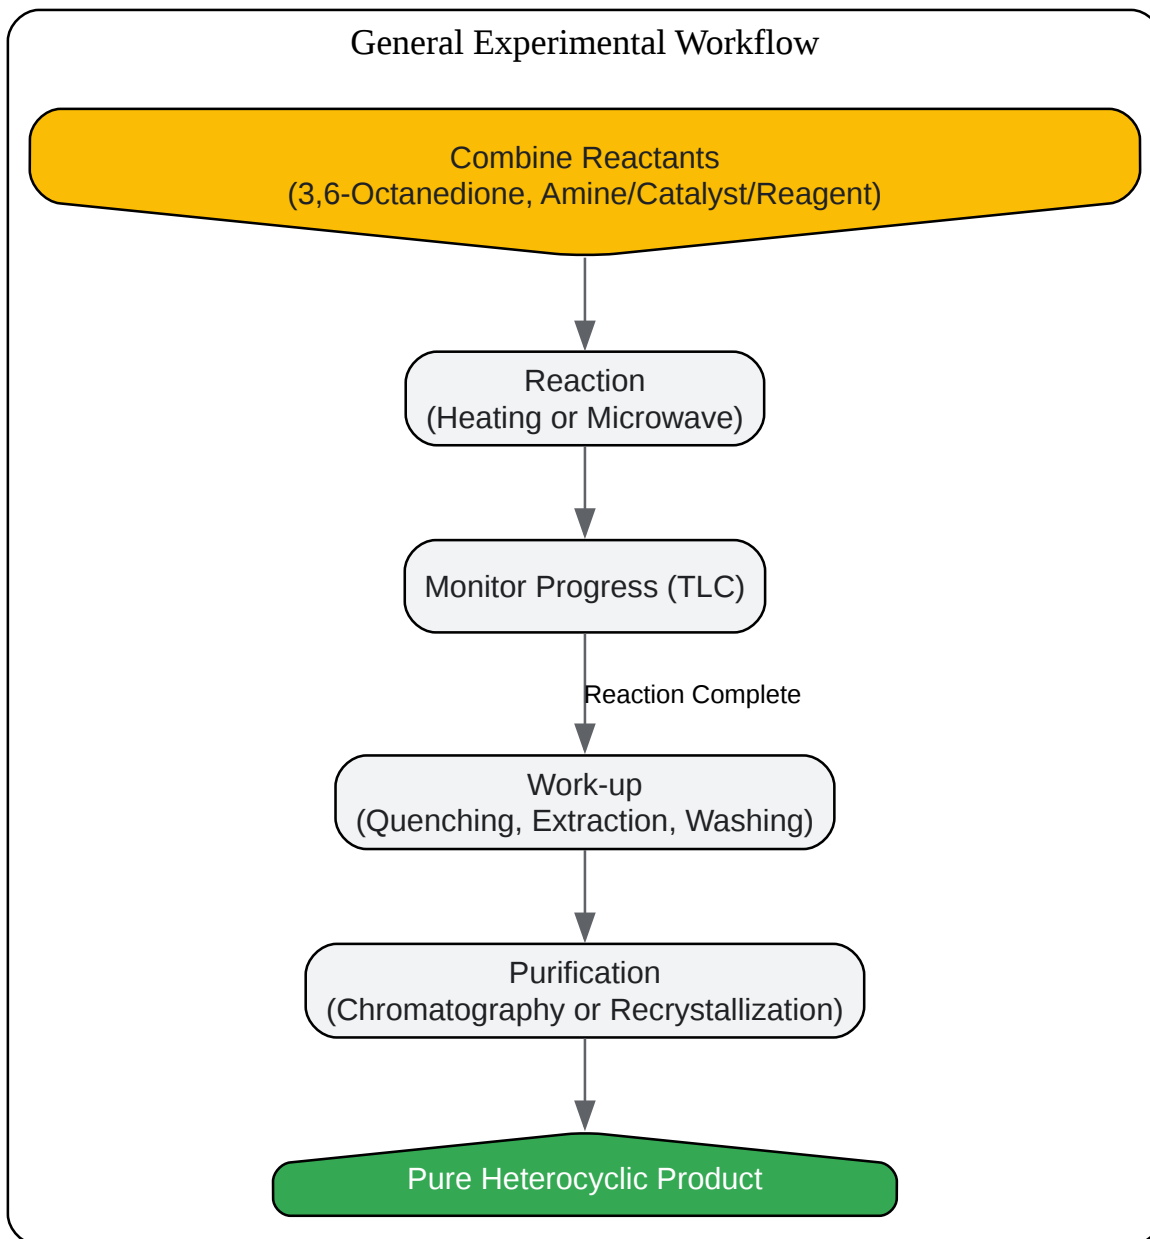 General Experimental Workflow
Combine Reactants
(3,6-Octanedione, Amine/Catalyst/Reagent)
Reaction
(Heating or Microwave)
Monitor Progress (TLC)
Reaction Complete
Work-up
(Quenching, Extraction, Washing)
Purification
(Chromatography or Recrystallization)
Pure Heterocyclic Product